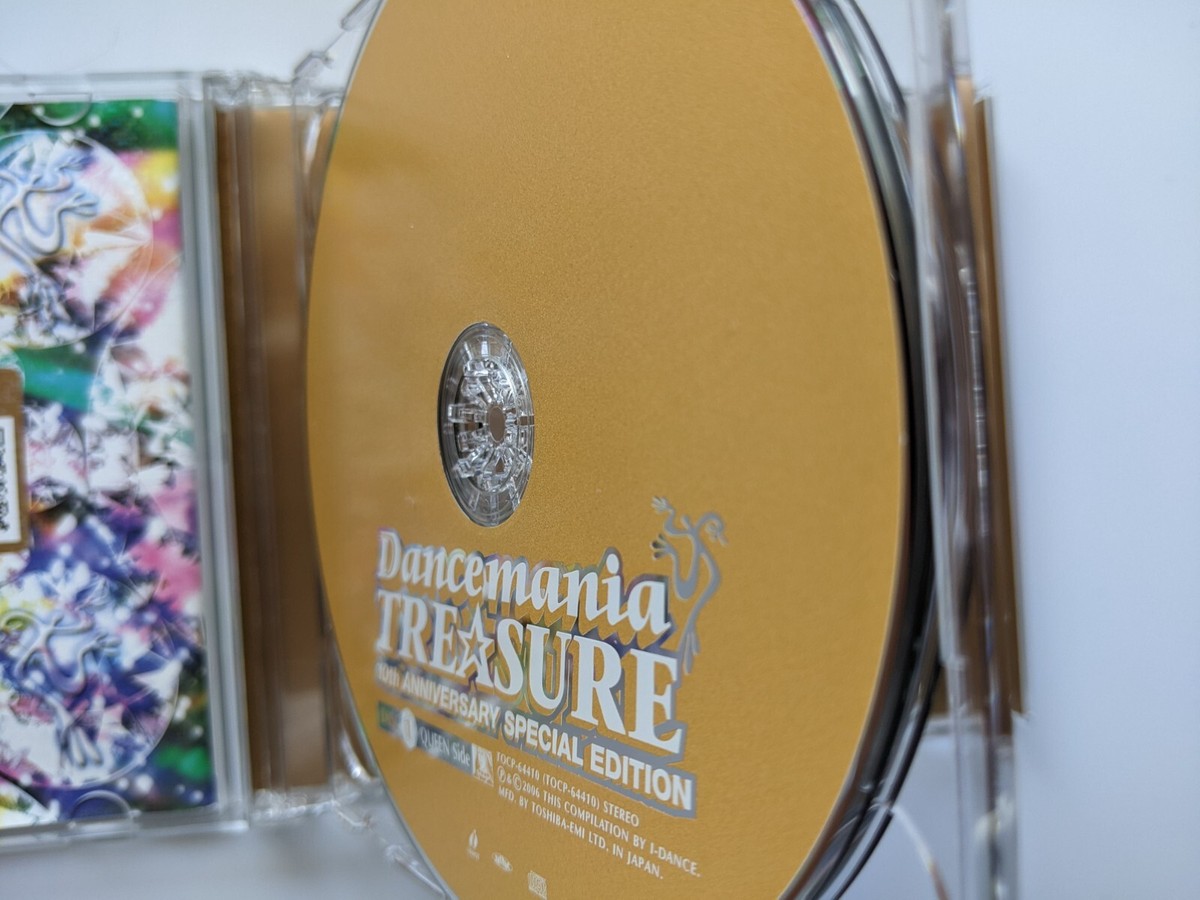 Dancemania
TRE☆SURE
10th ANNIVERSARY SPECIAL EDITION
QUEEN Side
TOCP-64410 (TOCP-64410) STEREO
℗&©2006 THIS COMPILATION BY J-DANCE.
MFD. BY TOSHIBA-EMI LTD. IN JAPAN.